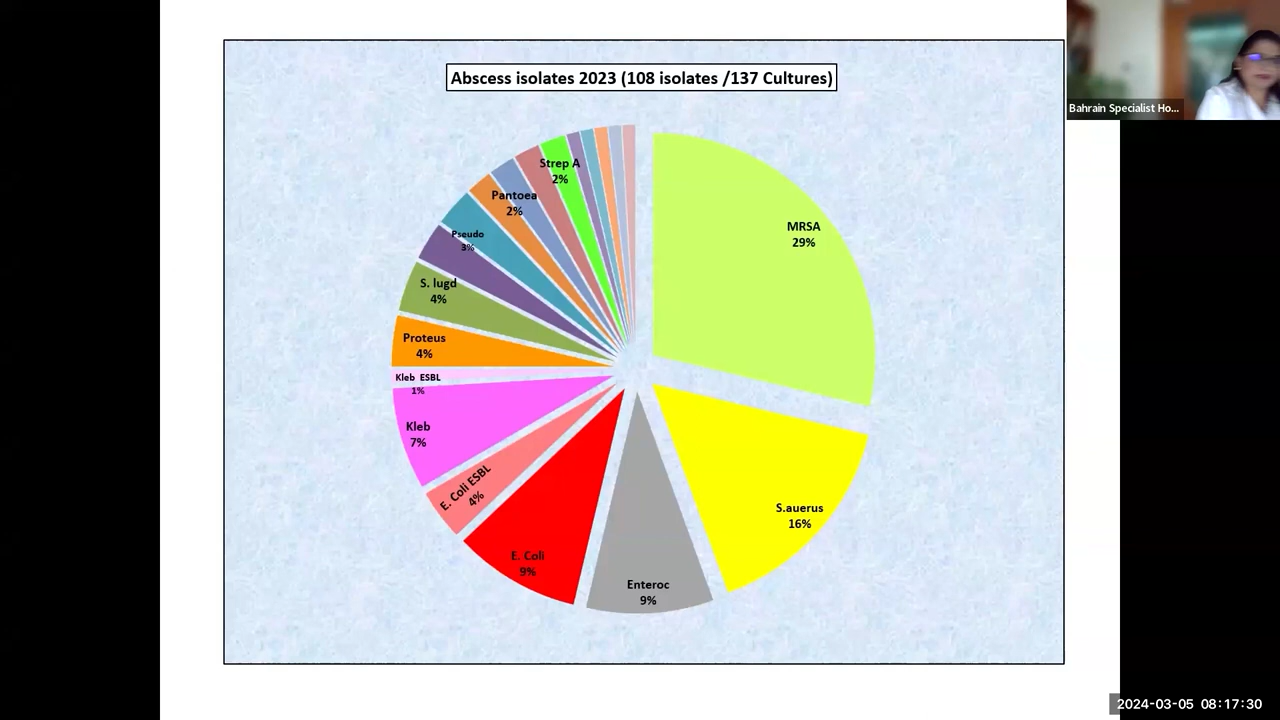 Abscess isolates 2023 (108 isolates /137 Cultures)
Bahrain Specialist Ho...
Strep A
2%
Pantoea
2%
Pseudo
3%
S. lugd
4%
Proteus
4%
Kleb ESBL
1%
Kleb
7%
E. Coli ESBL
4%
E. Coli
9%
Enteroc
9%
S.auerus
16%
MRSA
29%
2024-03-05 08:17:30